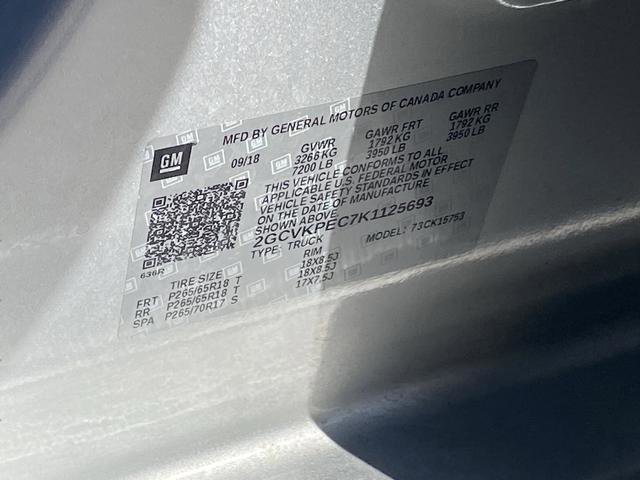 MFD BY GENERAL MOTORS OF CANADA COMPANY
GM
09/18
GVWR
3266 KG
7200 LB
GAWR FRT
1792 KG
3950 LB
GAWR RR
1792 KG
3950 LB
THIS VEHICLE CONFORMS TO ALL
APPLICABLE U.S. FEDERAL MOTOR
VEHICLE SAFETY STANDARDS IN EFFECT
ON THE DATE OF MANUFACTURE
SHOWN ABOVE.
2GCVKPEC7K1125693
TYPE: TRUCK
MODEL: 73CK15753
636R
TIRE SIZE
RIM
FRT P265/65R18 T 18X8.5J
RR P265/65R18 T 18X8.5J
SPA P265/70R17 S 17X7.5J